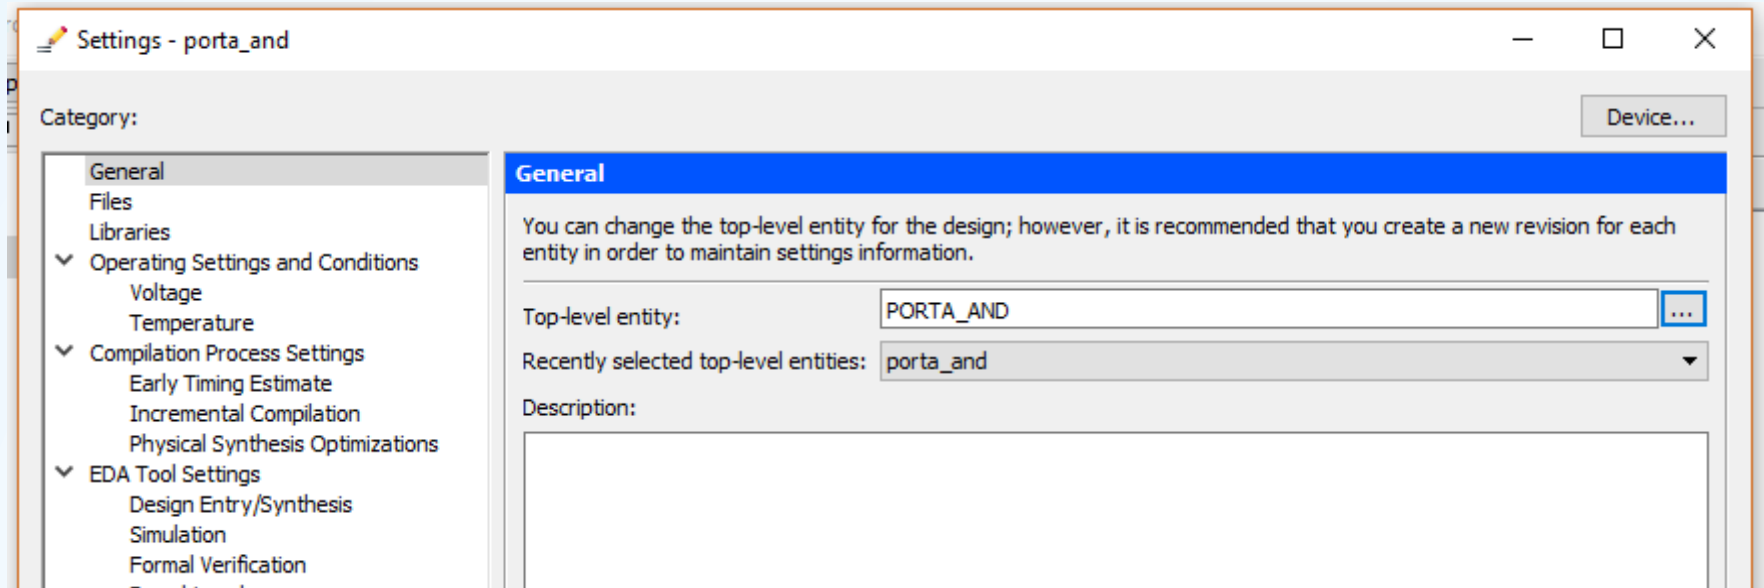 Settings - porta_and
Category:
Device...
General
Files
Libraries
Operating Settings and Conditions
Voltage
Temperature
Compilation Process Settings
Early Timing Estimate
Incremental Compilation
Physical Synthesis Optimizations
EDA Tool Settings
Design Entry/Synthesis
Simulation
Formal Verification
General
You can change the top-level entity for the design; however, it is recommended that you create a new revision for each
entity in order to maintain settings information.
Top-level entity: PORTA_AND ...
Recently selected top-level entities: porta_and
Description: